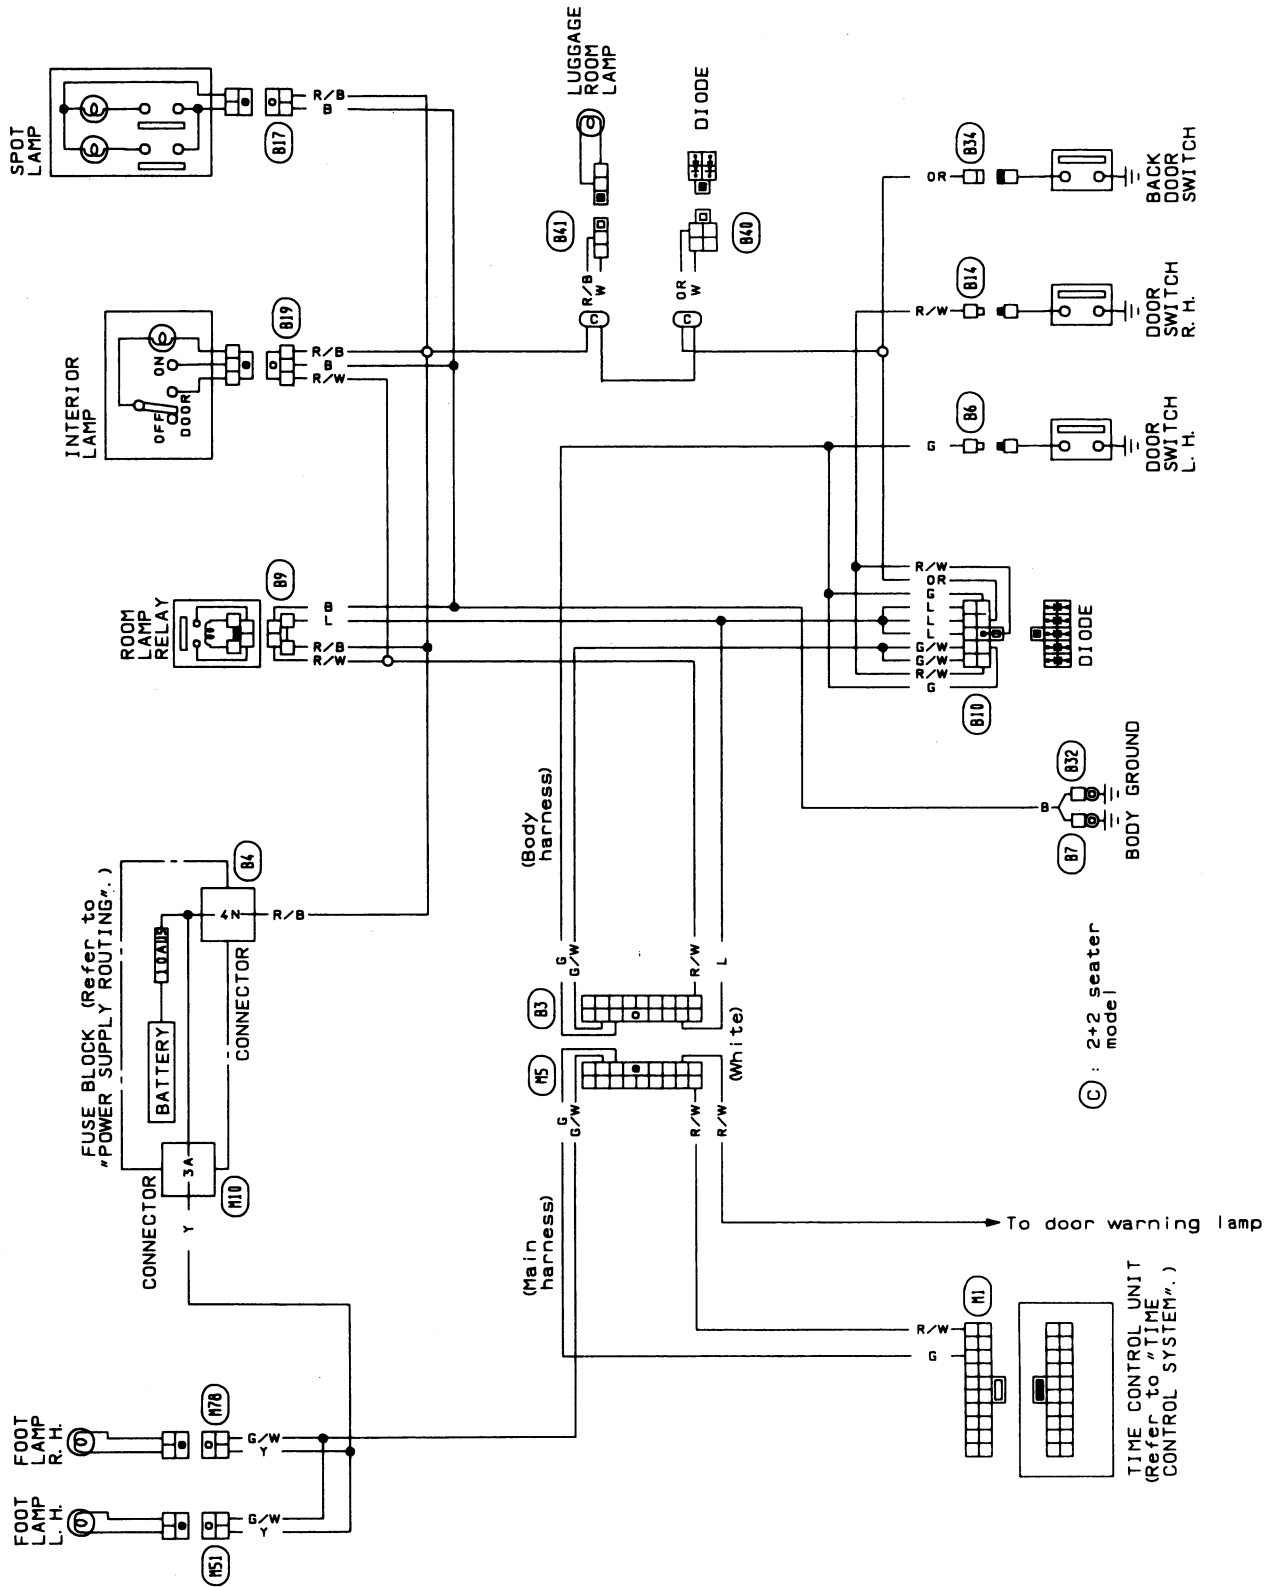 SPOT
LAMP
B17
R/B
B
INTERIOR
LAMP
OFF
DOOR
ON
B19
R/B
B
R/W
ROOM
LAMP
RELAY
B9
B
L
R/B
R/W
FUSE BLOCK (Refer to
"POWER SUPPLY ROUTING".)
BATTERY
10A
4N
B4
R/B
CONNECTOR
CONNECTOR
3A
M10
Y
FOOT
LAMP
R.H.
M78
G/W
Y
FOOT
LAMP
L.H.
M51
G/W
Y
LUGGAGE
ROOM
LAMP
B41
R/B
W
C
DIODE
B40
OR
W
C
B34
OR
BACK
DOOR
SWITCH
B14
R/W
DOOR
SWITCH
R.H.
B6
G
DOOR
SWITCH
L.H.
R/W
OR
G
L
L
L
G/W
G/W
R/W
G
B10
DIODE
B32
B
B7
BODY GROUND
(Body
harness)
G
G/W
R/W
L
B3
M5
(White)
G
G/W
R/W
R/W
(Main
harness)
C : 2+2 seater
model
To door warning lamp
M1
R/W
G
TIME CONTROL UNIT
(Refer to "TIME
CONTROL SYSTEM".)